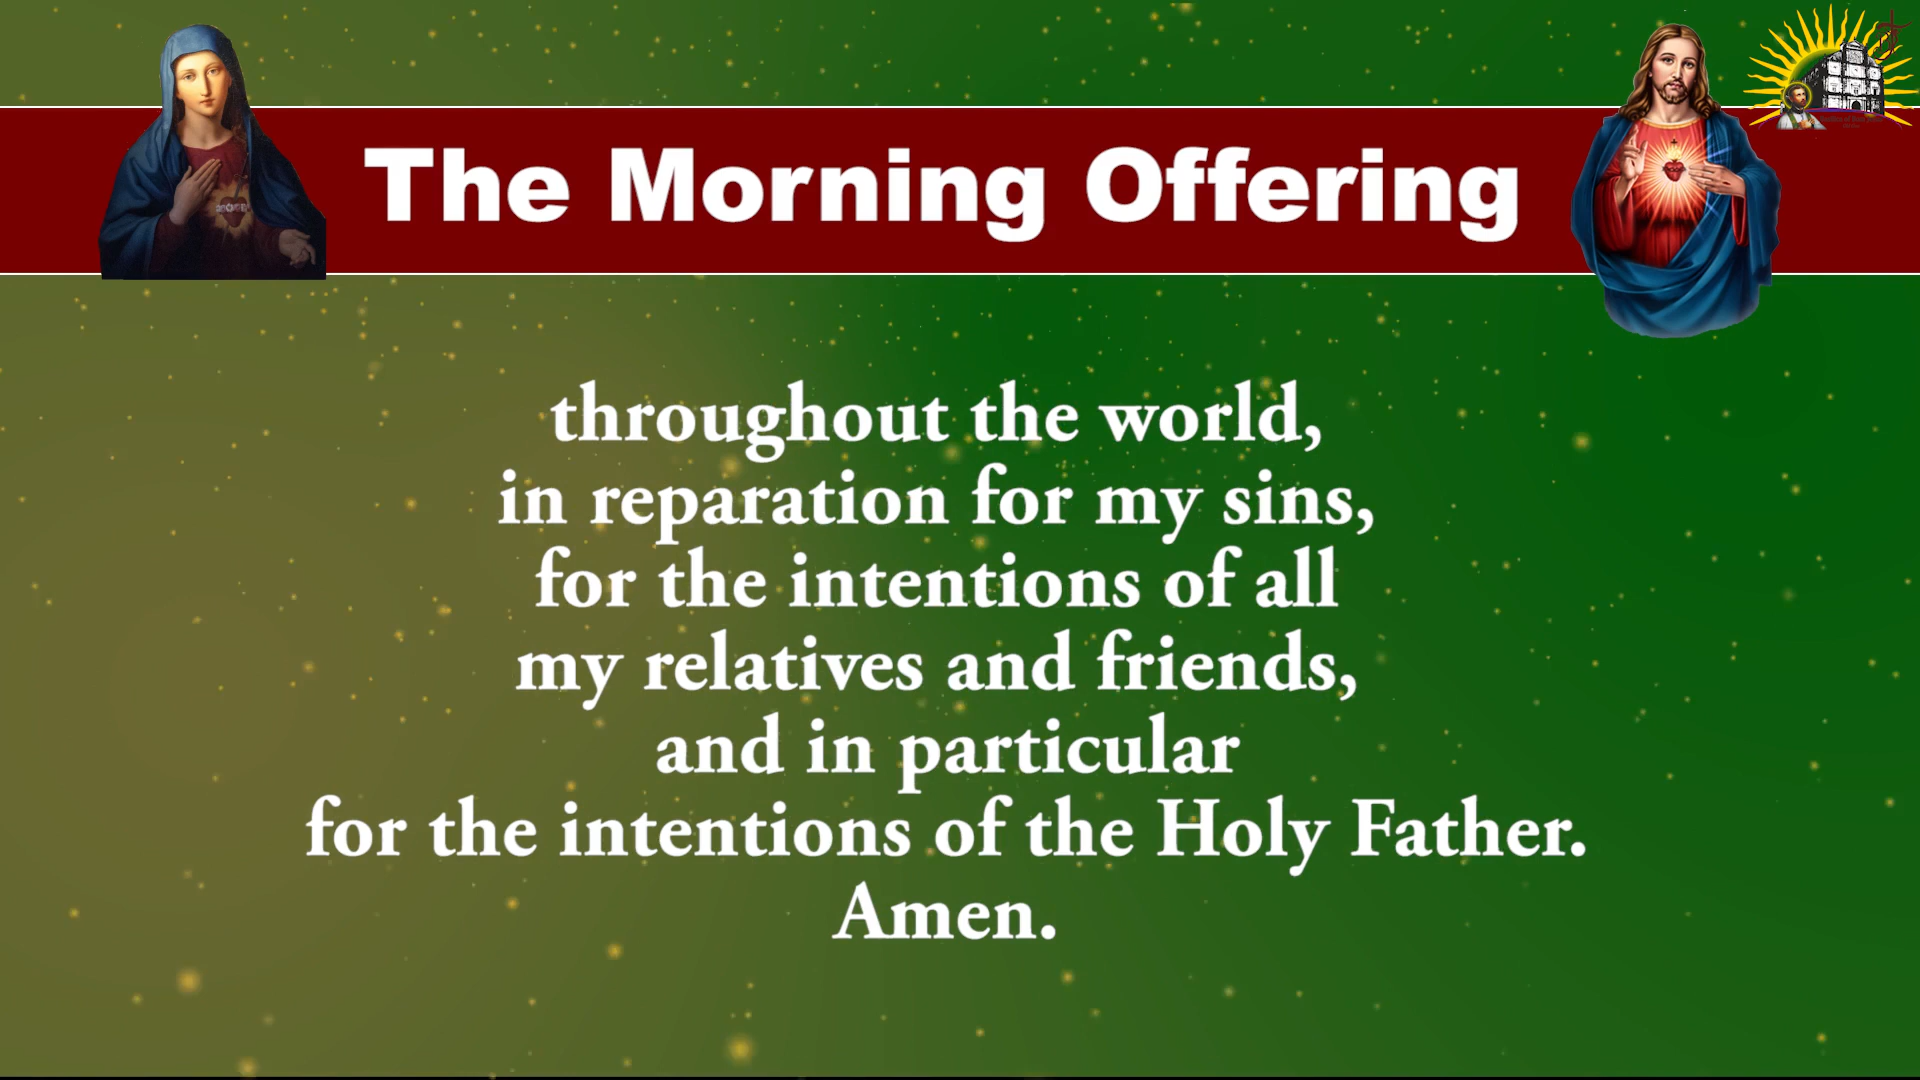 The Morning Offering
throughout the world,
in reparation for my sins,
for the intentions of all
my relatives and friends,
and in particular
for the intentions of the Holy Father.
Amen.